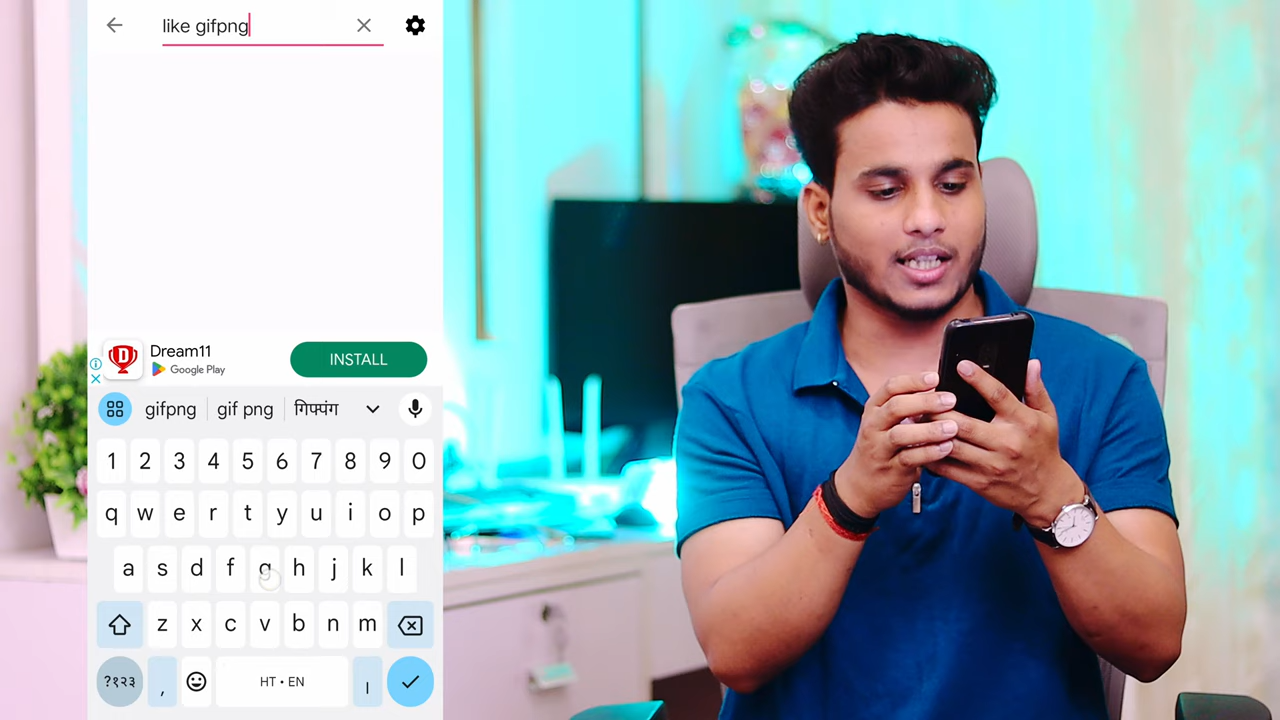 like gifpng
Dream11
Google Play
INSTALL
gifpng gif png गिफ्पंग
1 2 3 4 5 6 7 8 9 0
q w e r t y u i o p
a s d f g h j k l
z x c v b n m
?१२३ , HT • EN ।